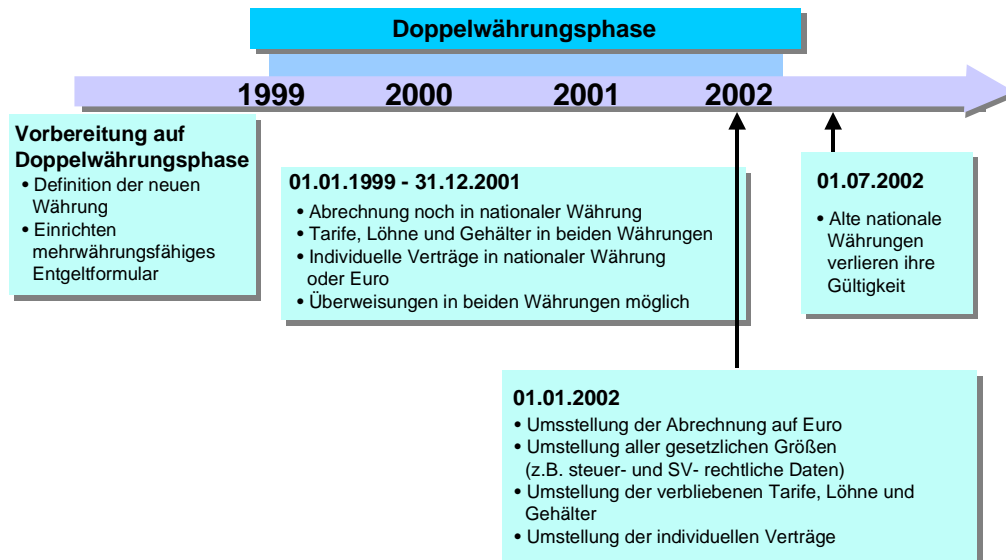 Doppelwährungsphase
1999 2000 2001 2002
Vorbereitung auf
Doppelwährungsphase
• Definition der neuen
Währung
• Einrichten
mehrwährungsfähiges
Entgeltformular
01.01.1999 - 31.12.2001
• Abrechnung noch in nationaler Währung
• Tarife, Löhne und Gehälter in beiden Währungen
• Individuelle Verträge in nationaler Währung
oder Euro
• Überweisungen in beiden Währungen möglich
01.07.2002
• Alte nationale
Währungen
verlieren ihre
Gültigkeit
01.01.2002
• Umsstellung der Abrechnung auf Euro
• Umstellung aller gesetzlichen Größen
(z.B. steuer- und SV- rechtliche Daten)
• Umstellung der verbliebenen Tarife, Löhne und
Gehälter
• Umstellung der individuellen Verträge